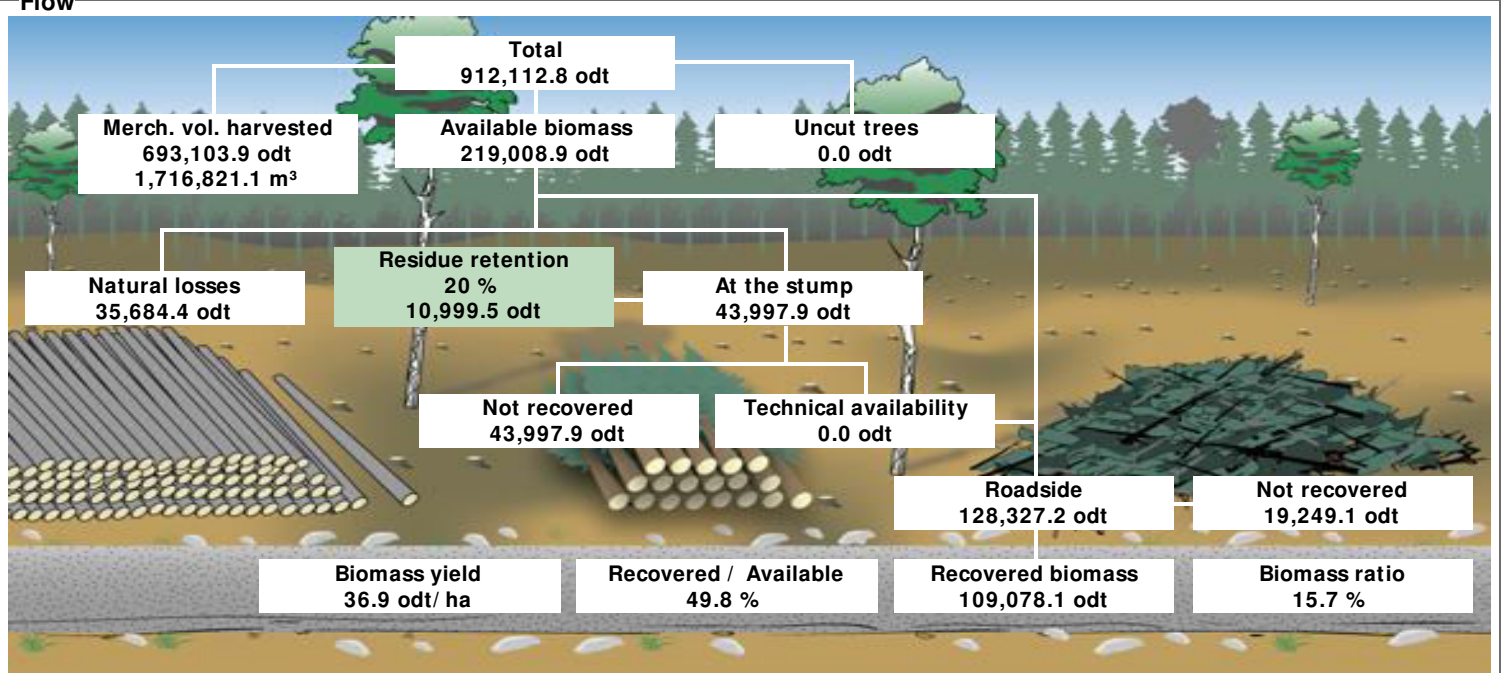 Flow
Total
912,112.8 odt
Merch. vol. harvested
693,103.9 odt
1,716,821.1 m³
Available biomass
219,008.9 odt
Uncut trees
0.0 odt
Natural losses
35,684.4 odt
Residue retention
20 %
10,999.5 odt
At the stump
43,997.9 odt
Not recovered
43,997.9 odt
Technical availability
0.0 odt
Roadside
128,327.2 odt
Not recovered
19,249.1 odt
Biomass yield
36.9 odt/ ha
Recovered / Available
49.8 %
Recovered biomass
109,078.1 odt
Biomass ratio
15.7 %